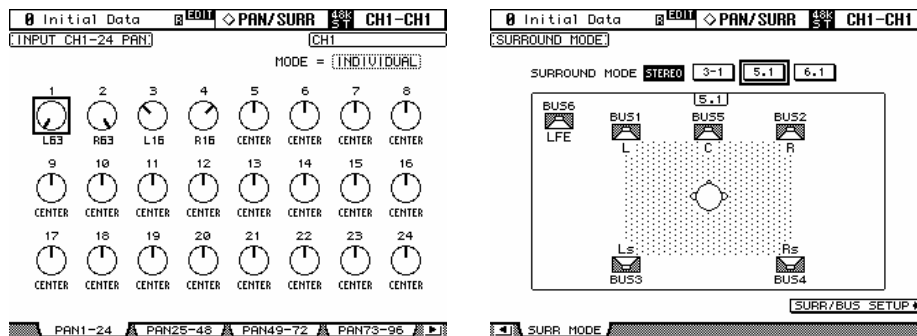 0 Initial Data R EDIT ◇PAN/SURR 48K ST CH1-CH1
INPUT CH1-24 PAN CH1
MODE = INDIVIDUAL
1 2 3 4 5 6 7 8
L63 R63 L16 R16 CENTER CENTER CENTER CENTER
9 10 11 12 13 14 15 16
CENTER CENTER CENTER CENTER CENTER CENTER CENTER CENTER
17 18 19 20 21 22 23 24
CENTER CENTER CENTER CENTER CENTER CENTER CENTER CENTER
PAN1-24 PAN25-48 PAN49-72 PAN73-96
0 Initial Data R EDIT ◇PAN/SURR 48K ST CH1-CH1
SURROUND MODE
SURROUND MODE STEREO 3-1 5.1 6.1
5.1
BUS6 BUS1 BUS5 BUS2
LFE L C R
Ls Rs
BUS3 BUS4
SURR/BUS SETUP
SURR MODE